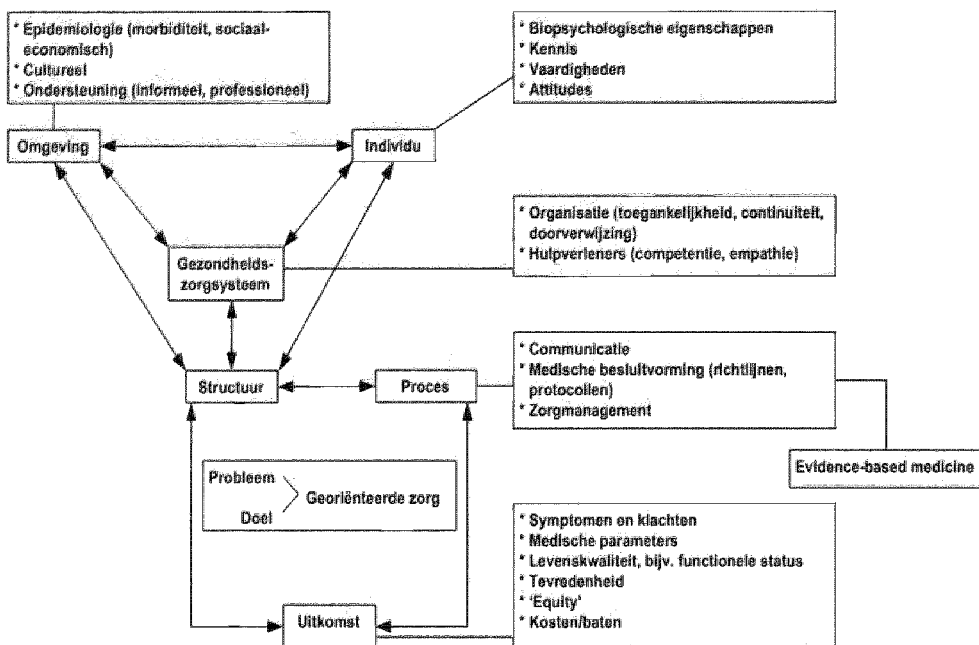 * Epidemiologie (morbiditeit, sociaal-
economisch)
* Cultureel
* Ondersteuning (informeel, professioneel)
* Biopsychologische eigenschappen
* Kennis
* Vaardigheden
* Attitudes
Omgeving
Individu
* Organisatie (toegankelijkheid, continuïteit,
doorverwijzing)
* Hulpverleners (competentie, empathie)
Gezondheids-
zorgsysteem
* Communicatie
* Medische besluitvorming (richtlijnen,
protocollen)
* Zorgmanagement
Structuur
Proces
Evidence-based medicine
Probleem
Georiënteerde zorg
Doel
* Symptomen en klachten
* Medische parameters
* Levenskwaliteit, bijv. functionele status
* Tevredenheid
* 'Equity'
* Kosten/baten
Uitkomst